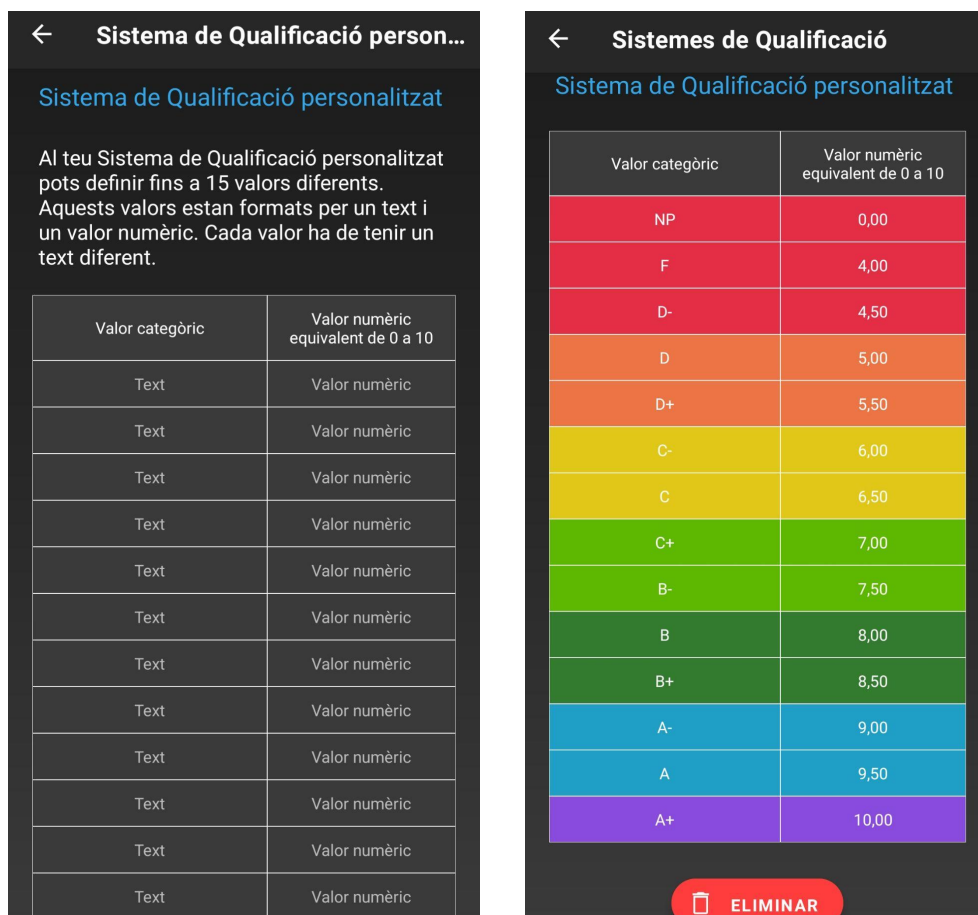 Sistema de Qualificació person...
Sistema de Qualificació personalitzat
Al teu Sistema de Qualificació personalitzat
pots definir fins a 15 valors diferents.
Aquests valors estan formats per un text i
un valor numèric. Cada valor ha de tenir un
text diferent.
Valor categòric
Valor numèric
equivalent de 0 a 10
Text Valor numèric
Text Valor numèric
Text Valor numèric
Text Valor numèric
Text Valor numèric
Text Valor numèric
Text Valor numèric
Text Valor numèric
Text Valor numèric
Text Valor numèric
Text Valor numèric
Text Valor numèric
Sistemes de Qualificació
Sistema de Qualificació personalitzat
Valor categòric
Valor numèric
equivalent de 0 a 10
NP 0,00
F 4,00
D- 4,50
D 5,00
D+ 5,50
C- 6,00
C 6,50
C+ 7,00
B- 7,50
B 8,00
B+ 8,50
A- 9,00
A 9,50
A+ 10,00
ELIMINAR